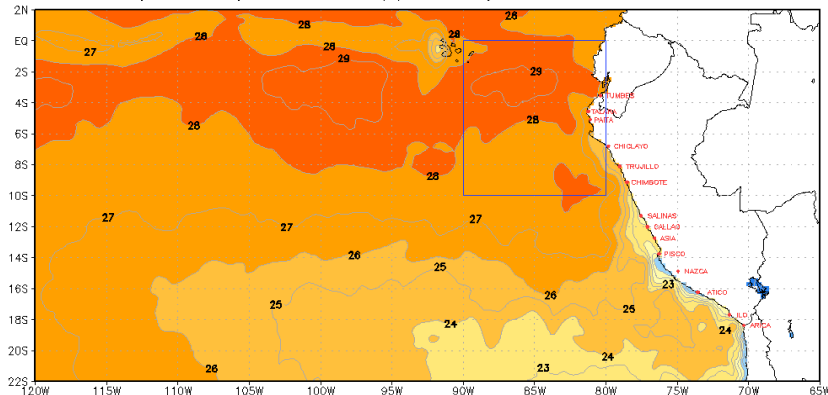 2N
28
26
EQ
28
28
28
27
29
2S
29
4S
TUMBES
TALARA
PAITA
28
28
6S
CHICLAYO
8S
TRUJILLO
28
CHIMBOTE
10S
27
27
27
SALINAS
12S
CALLAO
ASIA
14S
26
25
PISCO
NAZCA
16S
23
26
ATICO
25
25
18S
ILO
24
24
ARICA
20S
24
26
23
22S
120W 115W 110W 105W 100W 95W 90W 85W 80W 75W 70W 65W